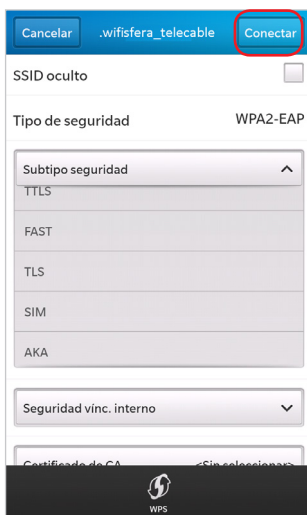 Cancelar .wifisfera_telecable Conectar
SSID oculto
Tipo de seguridad WPA2-EAP
Subtipo seguridad
TTLS
FAST
TLS
SIM
AKA
Seguridad vínc. interno
Certificado de CA <Sin seleccionar>
WPS